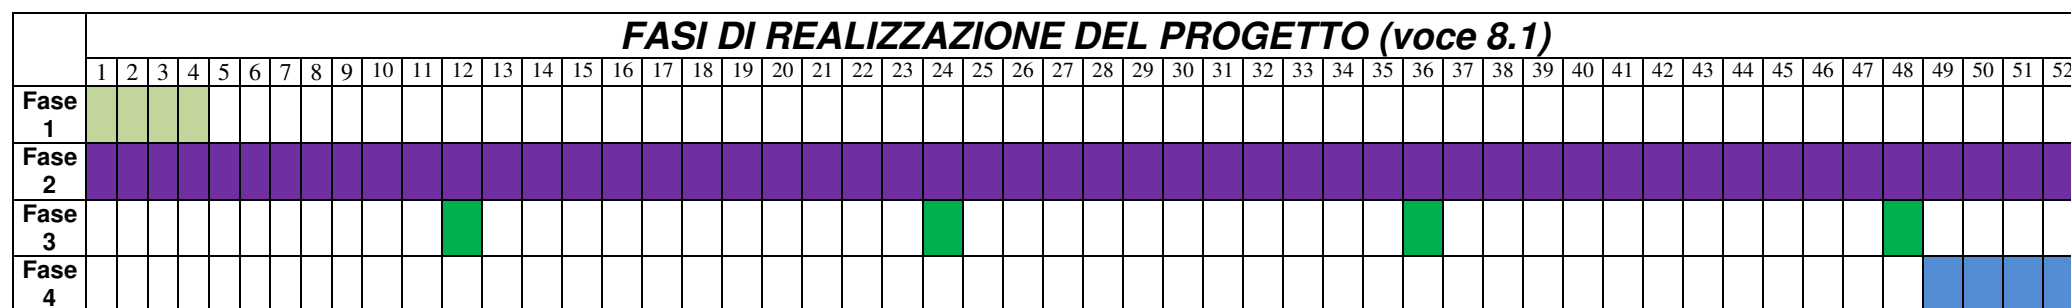 FASI DI REALIZZAZIONE DEL PROGETTO (voce 8.1)
1 2 3 4 5 6 7 8 9 10 11 12 13 14 15 16 17 18 19 20 21 22 23 24 25 26 27 28 29 30 31 32 33 34 35 36 37 38 39 40 41 42 43 44 45 46 47 48 49 50 51 52
Fase
1
Fase
2
Fase
3
Fase
4